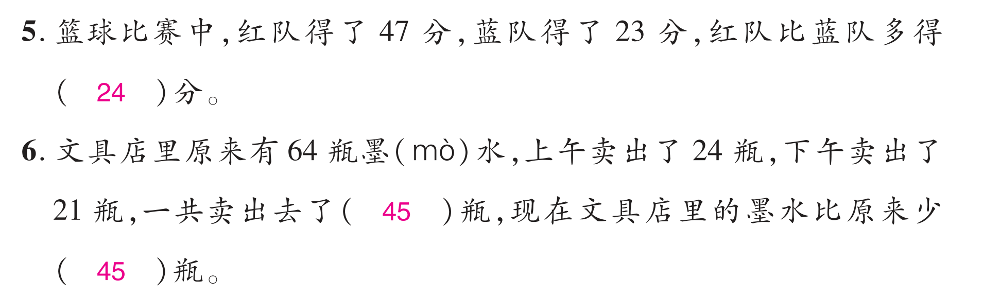 5. 篮球比赛中,红队得了 47 分,蓝队得了 23 分,红队比蓝队多得
( 24 )分。
6. 文具店里原来有 64 瓶墨(mò)水,上午卖出了 24 瓶,下午卖出了
21 瓶,一共卖出去了( 45 )瓶,现在文具店里的墨水比原来少
( 45 )瓶。